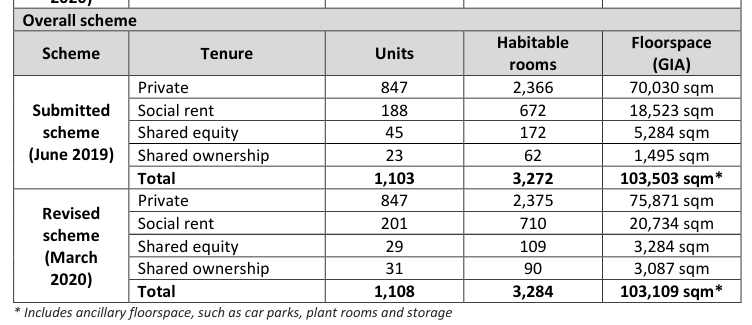 2020)
Overall scheme
Scheme Tenure Units Habitable rooms Floorspace (GIA)
Submitted scheme (June 2019)
Private 847 2,366 70,030 sqm
Social rent 188 672 18,523 sqm
Shared equity 45 172 5,284 sqm
Shared ownership 23 62 1,495 sqm
Total 1,103 3,272 103,503 sqm*
Revised scheme (March 2020)
Private 847 2,375 75,871 sqm
Social rent 201 710 20,734 sqm
Shared equity 29 109 3,284 sqm
Shared ownership 31 90 3,087 sqm
Total 1,108 3,284 103,109 sqm*
* Includes ancillary floorspace, such as car parks, plant rooms and storage